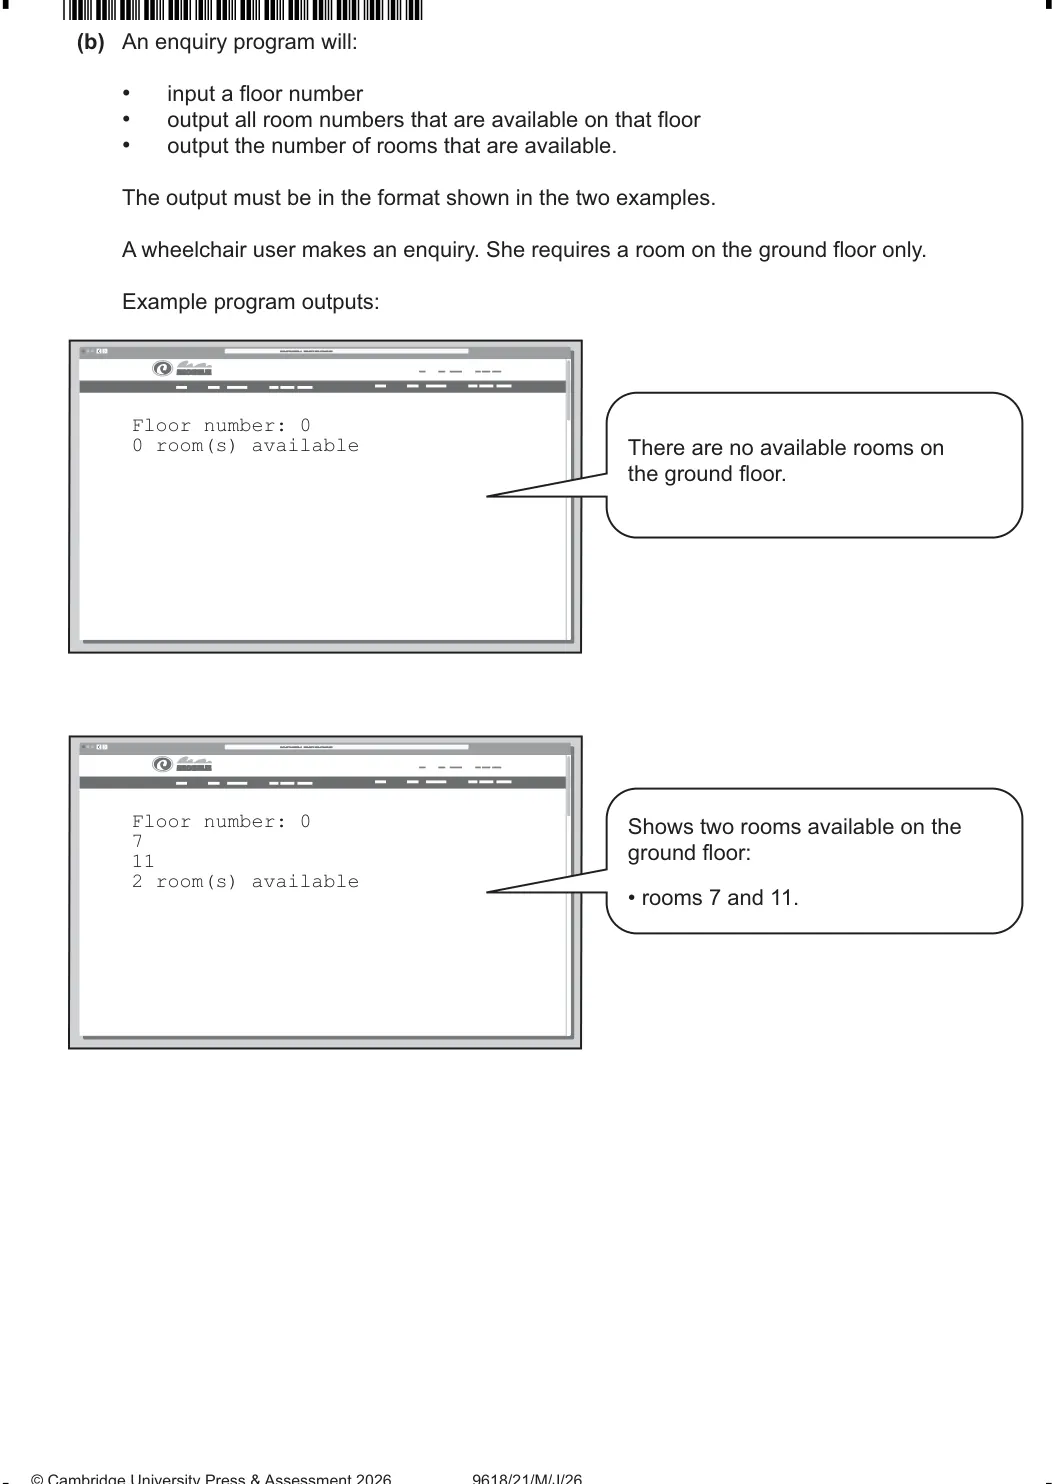 (b) An enquiry program will:
• input a floor number
• output all room numbers that are available on that floor
• output the number of rooms that are available.
The output must be in the format shown in the two examples.
A wheelchair user makes an enquiry. She requires a room on the ground floor only.
Example program outputs:
Floor number: 0
0 room(s) available
There are no available rooms on
the ground floor.
Floor number: 0
7
11
2 room(s) available
Shows two rooms available on the
ground floor:
• rooms 7 and 11.
© Cambridge University Press & Assessment 2026 9618/21/M/J/26